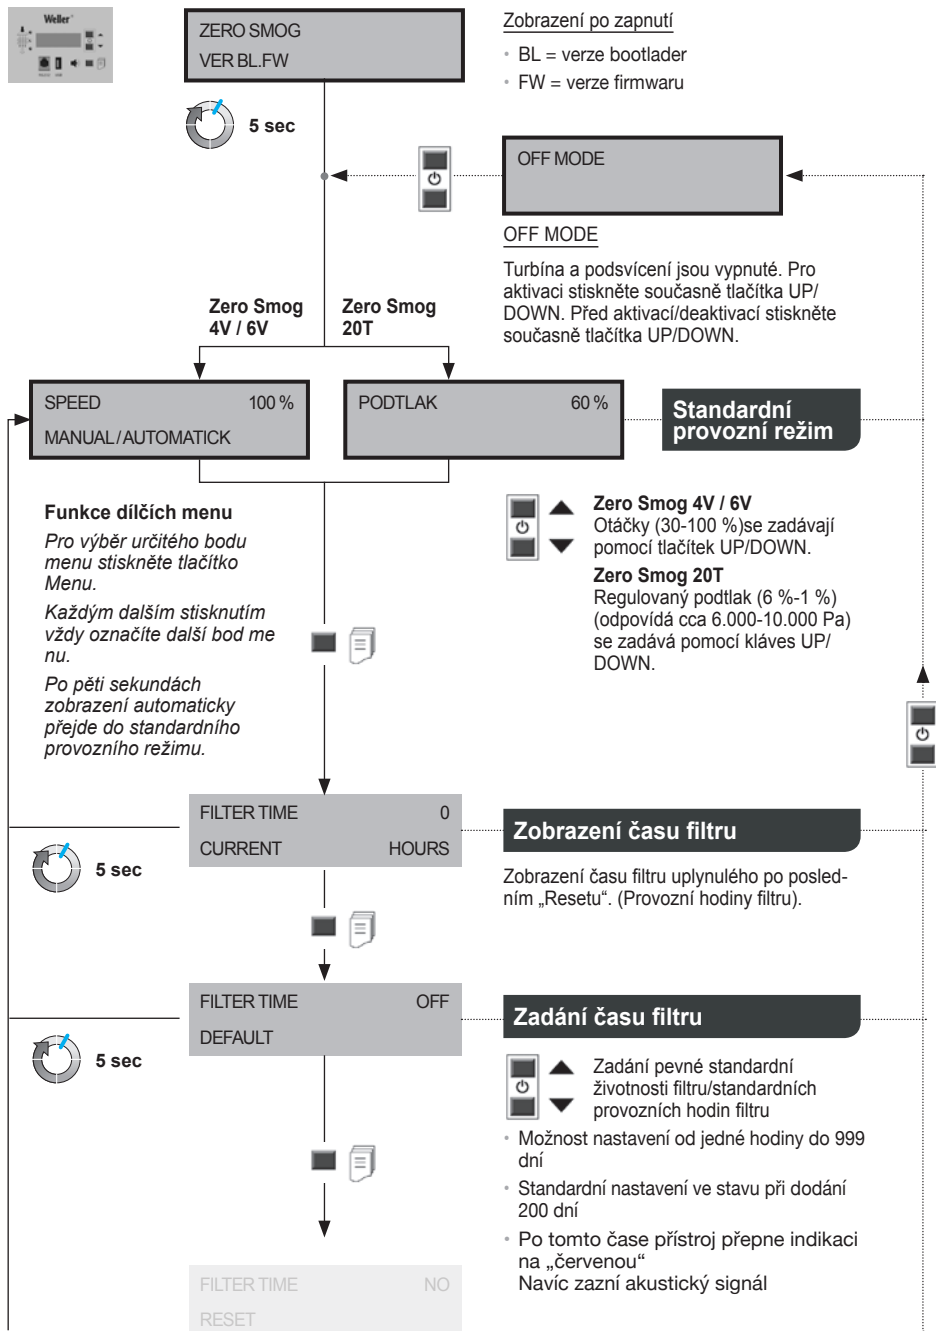 Weller
ZERO SMOG
VER BL.FW
Zobrazení po zapnutí
• BL = verze bootlader
• FW = verze firmwaru
5 sec
OFF MODE
OFF MODE
Turbína a podsvícení jsou vypnuté. Pro
aktivaci stiskněte současně tlačítka UP/
DOWN. Před aktivací/deaktivací stiskněte
současně tlačítka UP/DOWN.
Zero Smog
4V / 6V
Zero Smog
20T
SPEED 100 %
MANUAL/AUTOMATICK
PODTLAK 60 %
Standardní
provozní režim
Funkce dílčích menu
Pro výběr určitého bodu
menu stiskněte tlačítko
Menu.
Každým dalším stisknutím
vždy označíte další bod me
nu.
Po pěti sekundách
zobrazení automaticky
přejde do standardního
provozního režimu.
Zero Smog 4V / 6V
Otáčky (30-100 %)se zadávají
pomocí tlačítek UP/DOWN.
Zero Smog 20T
Regulovaný podtlak (6 %-1 %)
(odpovídá cca 6.000-10.000 Pa)
se zadává pomocí kláves UP/
DOWN.
FILTER TIME 0
CURRENT HOURS
5 sec
Zobrazení času filtru
Zobrazení času filtru uplynulého po posled-
ním „Resetu“. (Provozní hodiny filtru).
FILTER TIME OFF
DEFAULT
5 sec
Zadání času filtru
Zadání pevné standardní
životnosti filtru/standardních
provozních hodin filtru
• Možnost nastavení od jedné hodiny do 999
dní
• Standardní nastavení ve stavu při dodání
200 dní
• Po tomto čase přístroj přepne indikaci
na „červenou“
Navíc zazní akustický signál
FILTER TIME NO
RESET